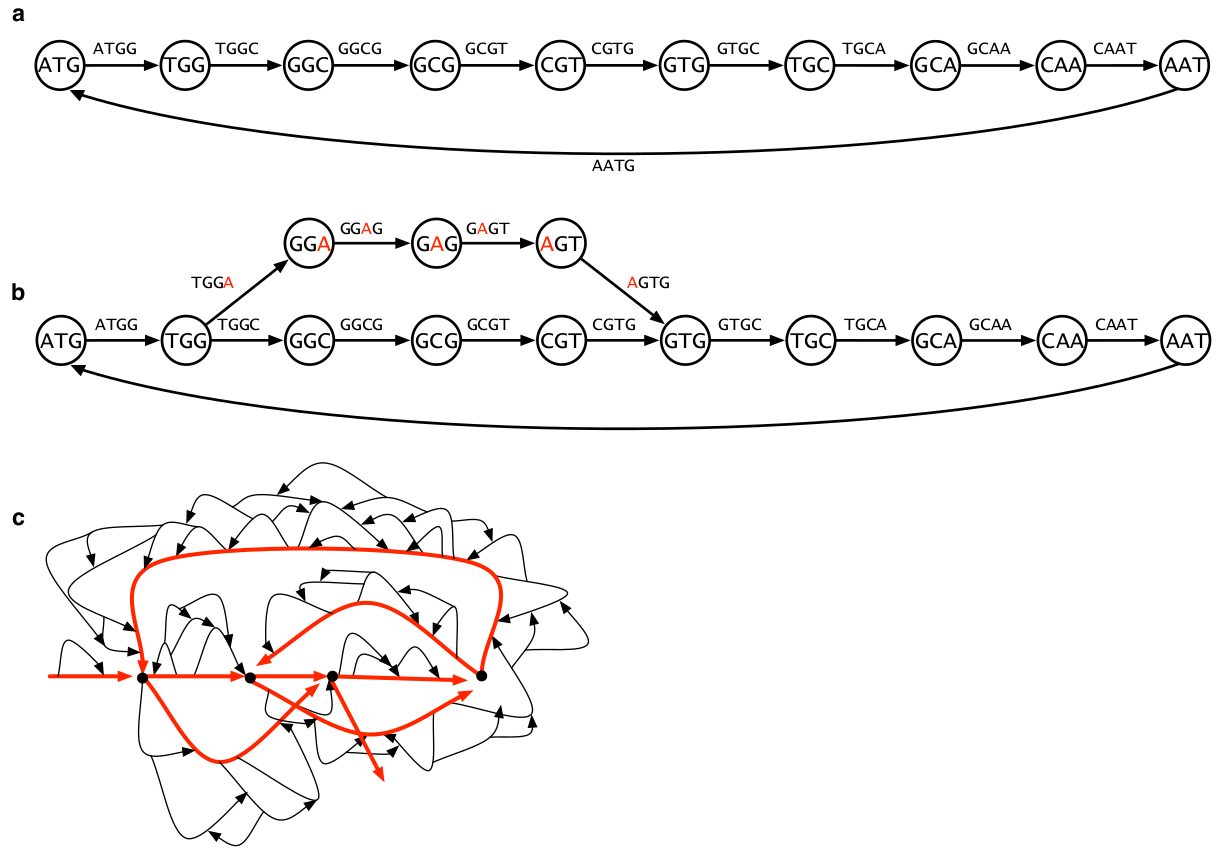 a
ATGG TGGC GGCG GCGT CGTG GTGC TGCA GCAA CAAT
ATG TGG GGC GCG CGT GTG TGC GCA CAA AAT
AATG
GGAG GAGT
GGA GAG AGT
TGGA AGTG
b
ATGG TGGC GGCG GCGT CGTG GTGC TGCA GCAA CAAT
ATG TGG GGC GCG CGT GTG TGC GCA CAA AAT
c